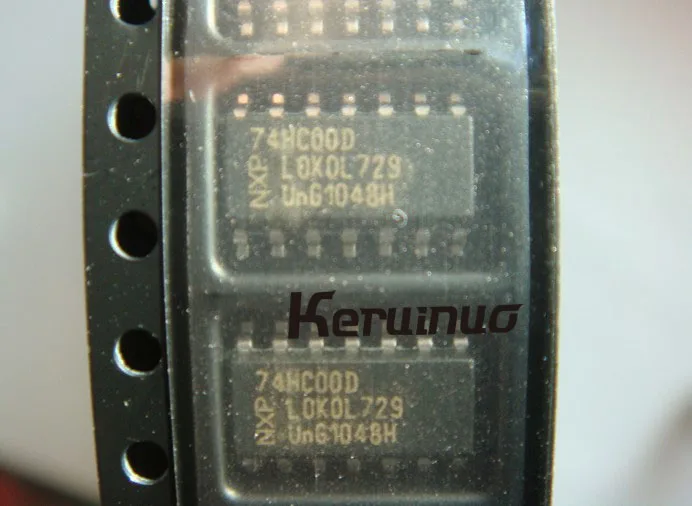 74HC00D
NXP
L0K0L729
UnG1048H
Keruinuo
74HC00D
NXP
L0K0L729
UnG1048H